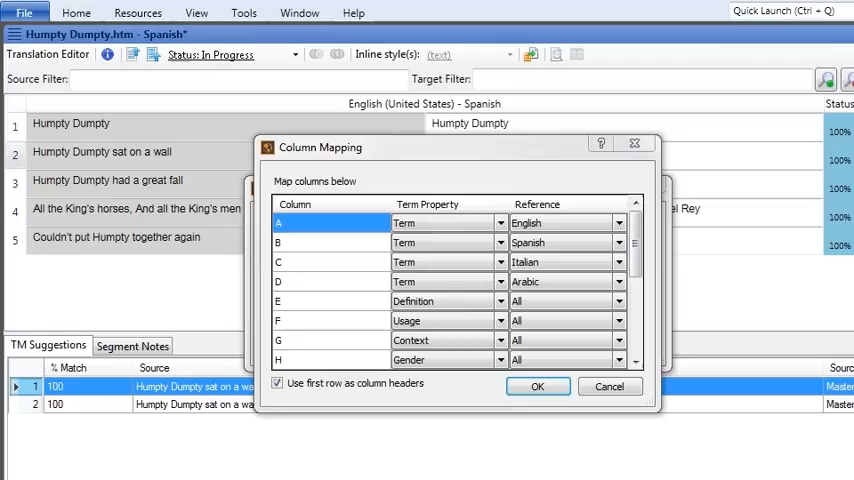 File Home Resources View Tools Window Help Quick Launch (Ctrl + Q)
Humpty Dumpty.htm - Spanish*
Translation Editor Status: In Progress Inline style(s): (text)
Source Filter: Target Filter:
English (United States) - Spanish Status
1 Humpty Dumpty Humpty Dumpty 100%
2 Humpty Dumpty sat on a wall 100%
3 Humpty Dumpty had a great fall 100%
4 All the King's horses, And all the King's men el Rey 100%
5 Couldn't put Humpty together again 100%
Column Mapping
Map columns below
Column Term Property Reference
A Term English
B Term Spanish
C Term Italian
D Term Arabic
E Definition All
F Usage All
G Context All
H Gender All
Use first row as column headers
OK Cancel
TM Suggestions Segment Notes
% Match Source Sourc
1 100 Humpty Dumpty sat on a wa Master
2 100 Humpty Dumpty sat on a wa Master